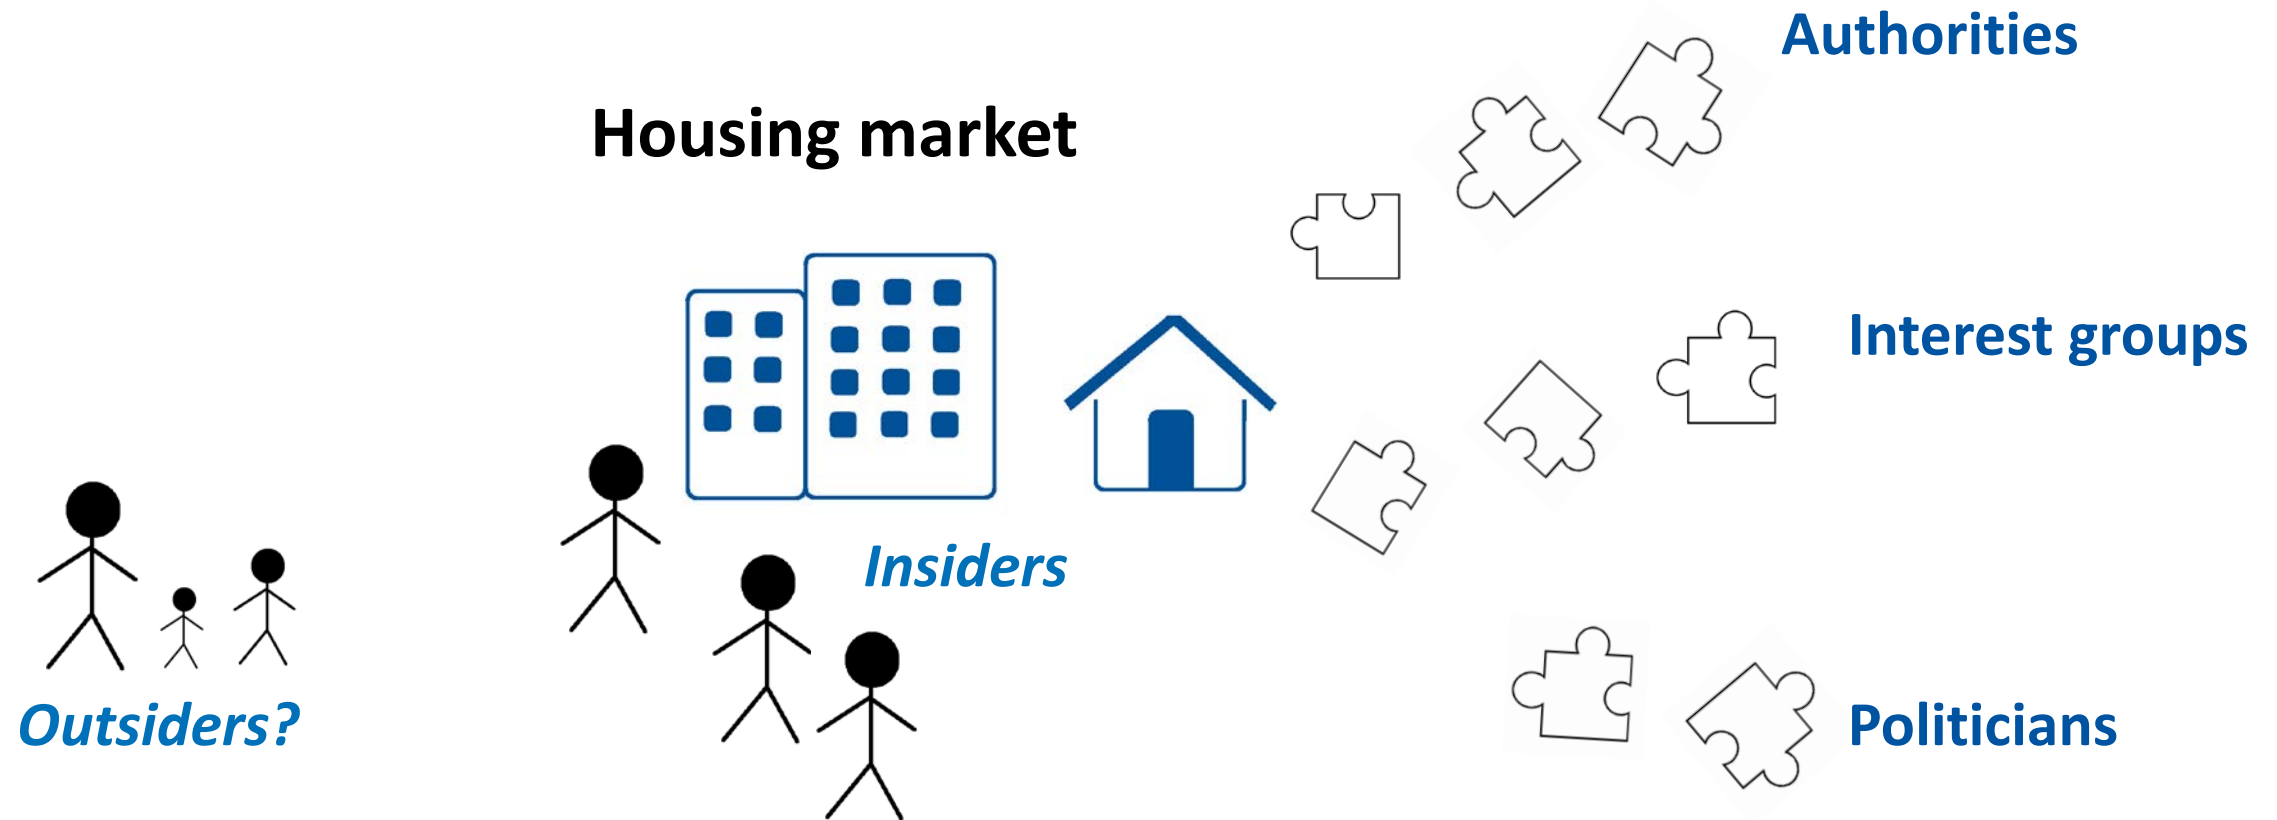 Authorities
Housing market
Interest groups
Insiders
Outsiders?
Politicians